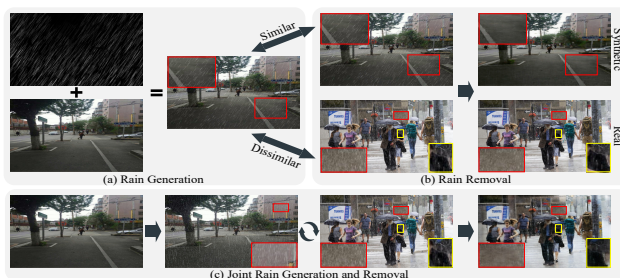 Similar
Dissimilar
Synthetic
Real
(a) Rain Generation
(b) Rain Removal
(c) Joint Rain Generation and Removal